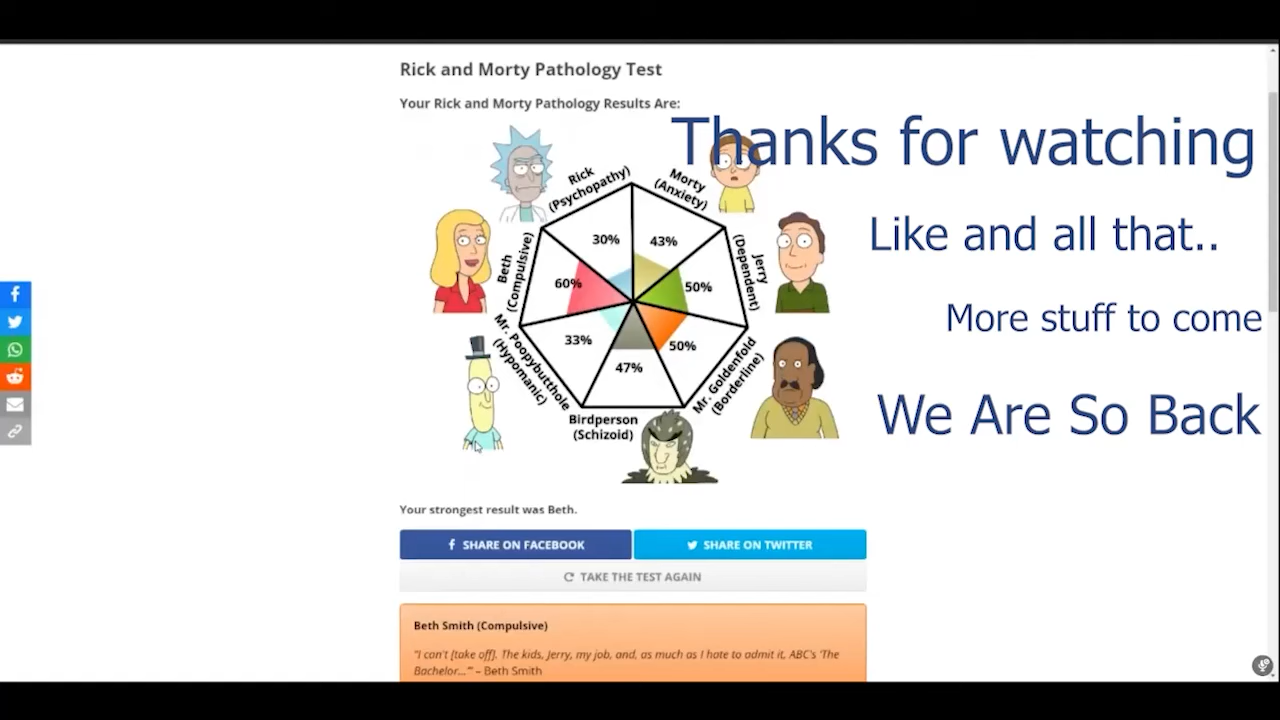 Rick and Morty Pathology Test
Your Rick and Morty Pathology Results Are:
Thanks for watching
Like and all that..
More stuff to come
We Are So Back
Rick
(Psychopathy)
Morty
(Anxiety)
Beth
(Compulsive)
Jerry
(Dependent)
30%
43%
60%
50%
33%
50%
47%
Mr. Poopybutthole
(Hypomanic)
Mr. Goldenfold
(Borderline)
Birdperson
(Schizoid)
Your strongest result was Beth.
SHARE ON FACEBOOK
SHARE ON TWITTER
TAKE THE TEST AGAIN
Beth Smith (Compulsive)
"I can't [take off]. The kids, Jerry, my job, and, as much as I hate to admit it, ABC's 'The
Bachelor...'" – Beth Smith